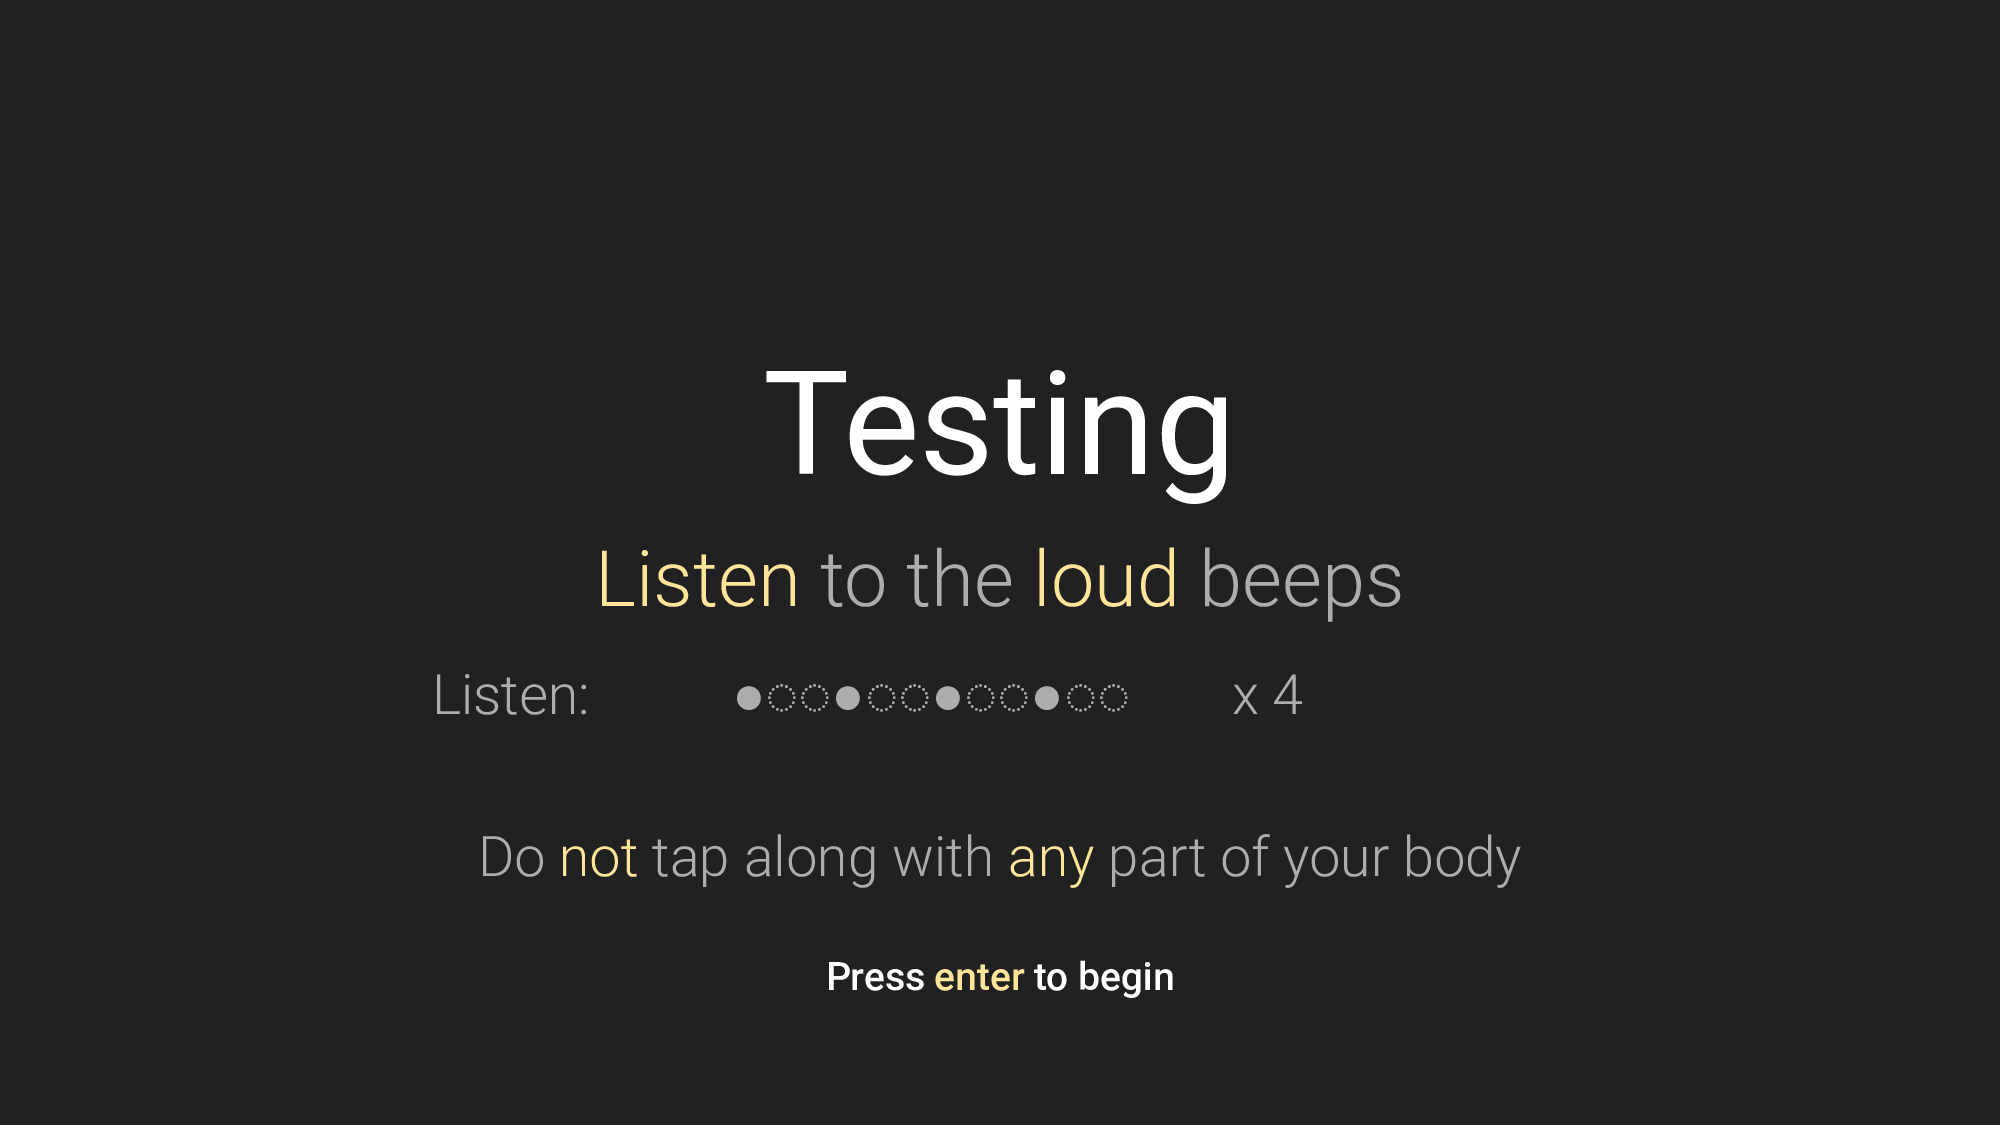 Testing
Listen to the loud beeps
Listen: ●◌◌●◌◌●◌◌●◌◌ x 4
Do not tap along with any part of your body
Press enter to begin